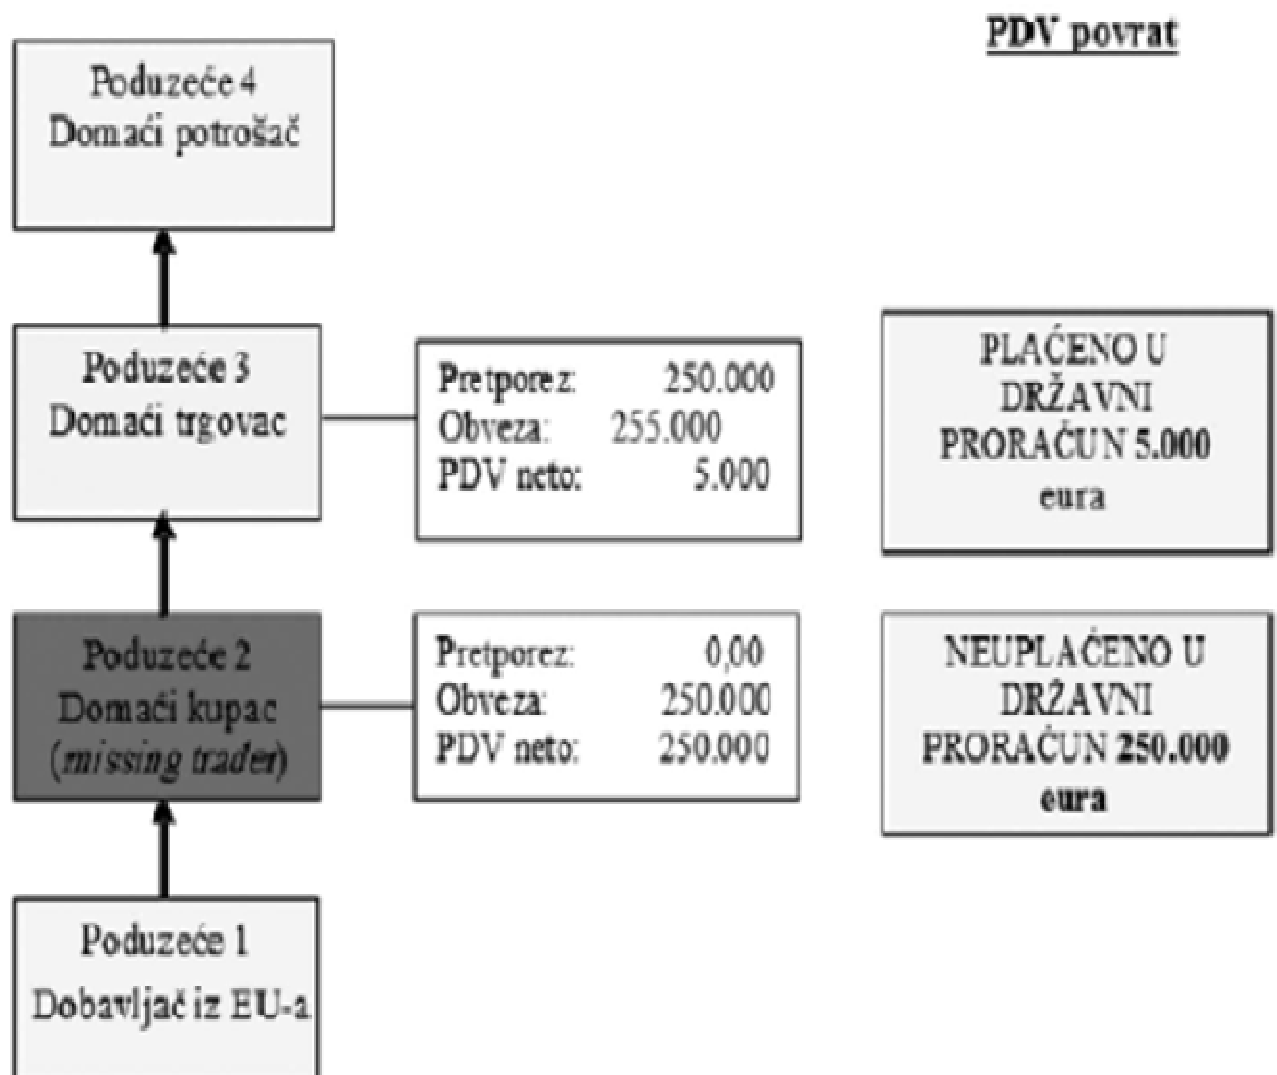 PDV povrat
Poduzeće 4
Domaći potrošač
Poduzeće 3
Domaći trgovac
Pretporez: 250.000
Obveza: 255.000
PDV neto: 5.000
PLAĆENO U
DRŽAVNI
PRORAČUN 5.000
eura
Poduzeće 2
Domaći kupac
(missing trader)
Pretporez: 0,00
Obveza: 250.000
PDV neto: 250.000
NEUPLAĆENO U
DRŽAVNI
PRORAČUN 250.000
eura
Poduzeće 1
Dobavljač iz EU-a